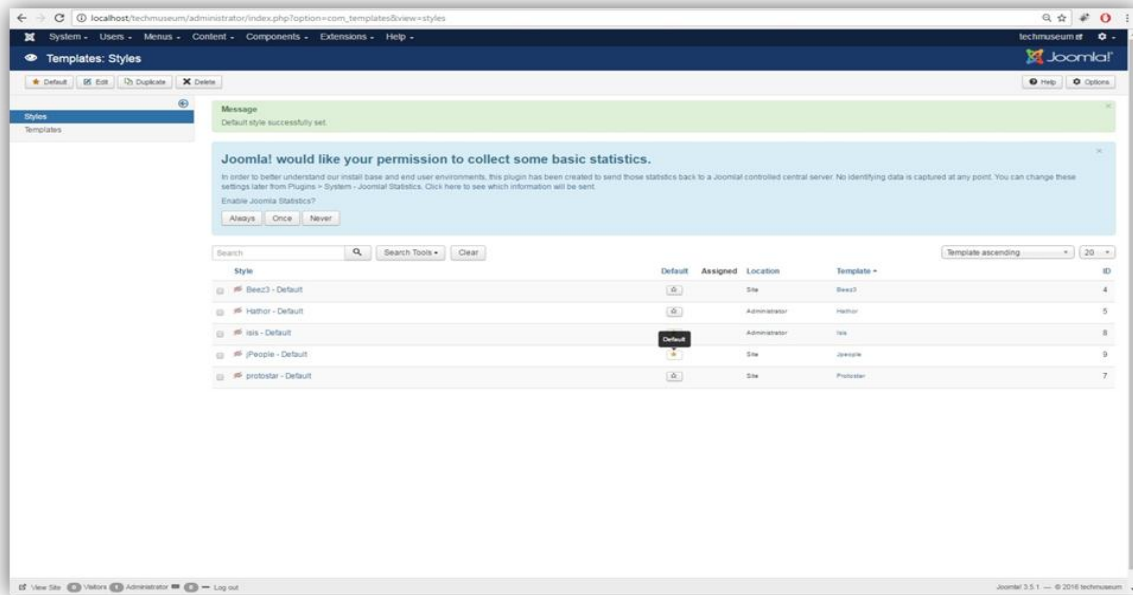 localhost/techmuseum/administrator/index.php?option=com_templates&view=styles
System Users Menus Content Components Extensions Help techmuseum
Templates: Styles Joomla!
Default Edit Duplicate Delete Help Options
Styles
Templates
Message
Default style successfully set.
Joomla! would like your permission to collect some basic statistics.
In order to better understand our install base and end user environments, this plugin has been created to send those statistics back to a Joomla! controlled central server. No identifying data is captured at any point. You can change these
settings later from Plugins > System - Joomla! Statistics. Click here to see which information will be sent.
Enable Joomla Statistics?
Always Once Never
Search Search Tools Clear Template ascending 20
Style Default Assigned Location Template ID
Beez3 - Default Site Beez3 4
Hathor - Default Administrator Hathor 5
isis - Default Administrator Isis 8
Default
jPeople - Default Site Jpeople 9
protostar - Default Site Protostar 7
View Site 0 Visitors 1 Administrator 0 Log out Joomla! 3.5.1 — © 2016 techmuseum